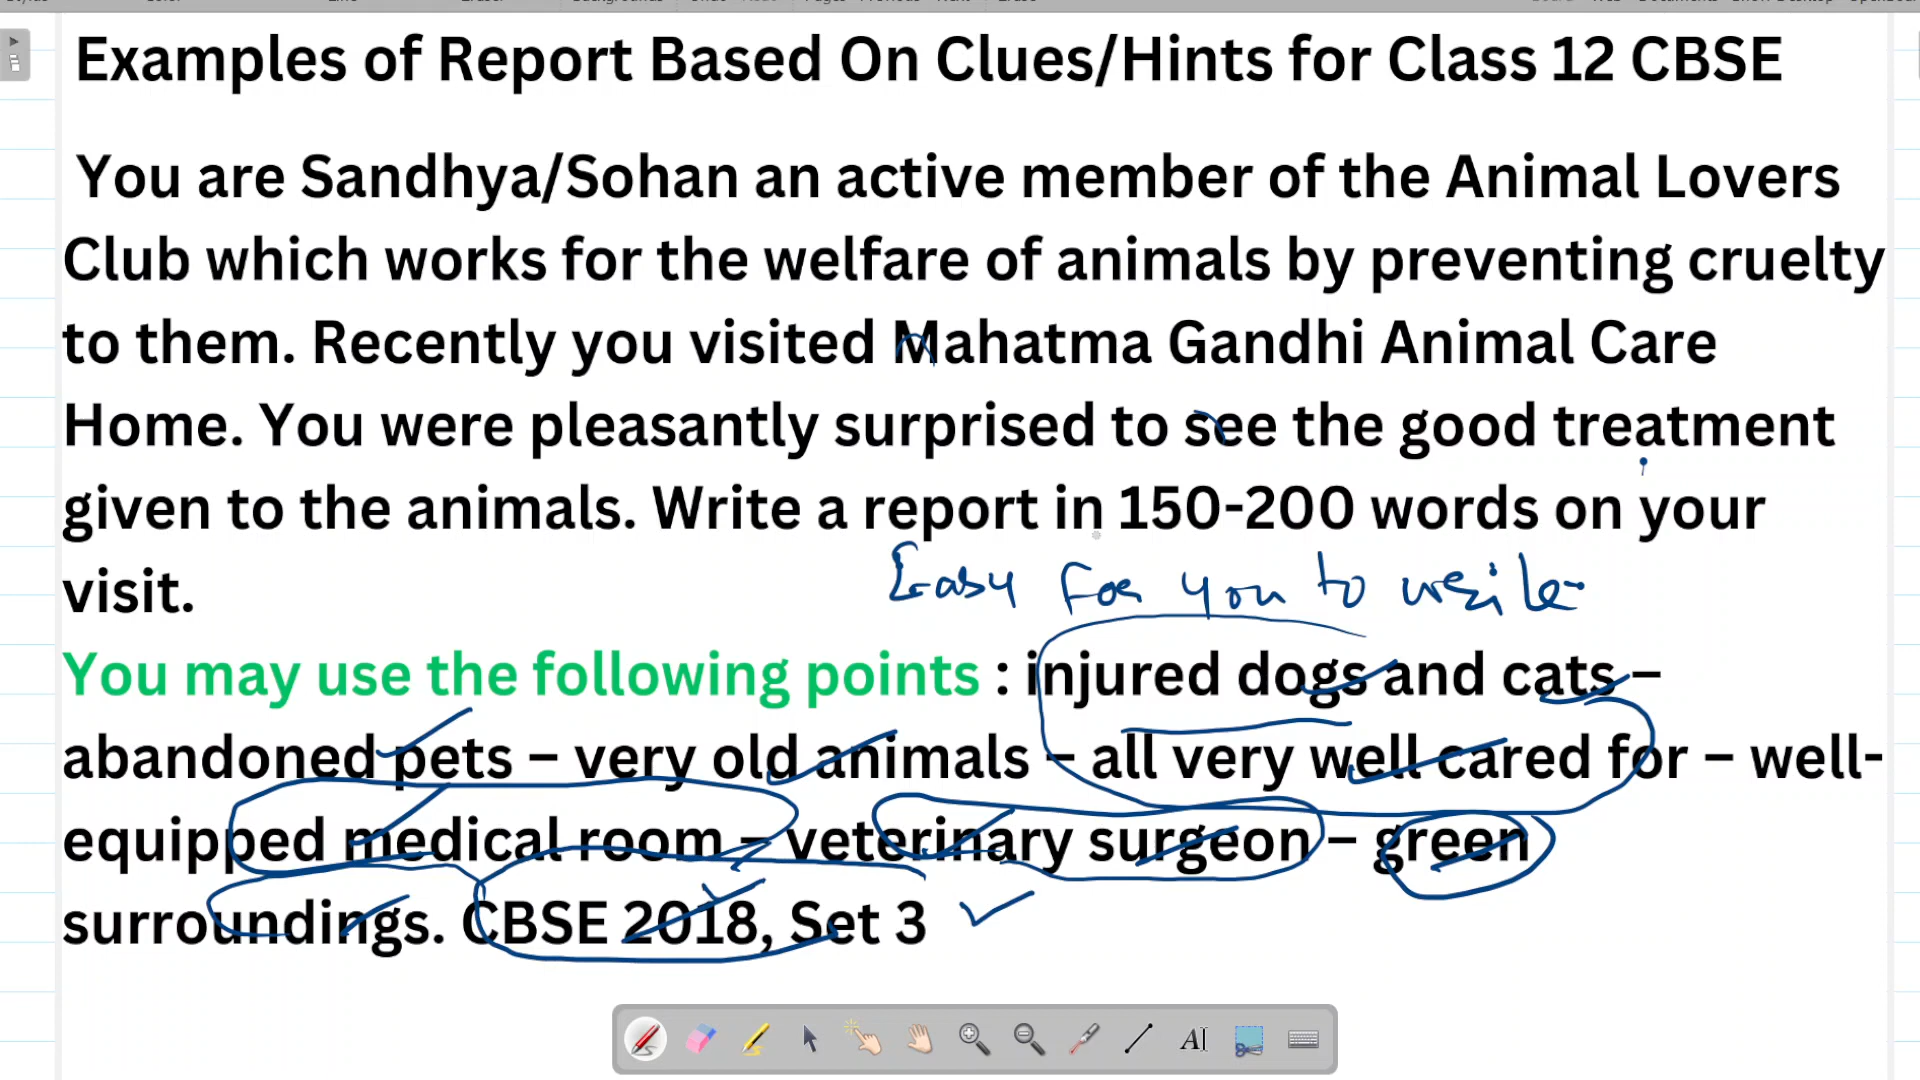 Examples of Report Based On Clues/Hints for Class 12 CBSE
You are Sandhya/Sohan an active member of the Animal Lovers
Club which works for the welfare of animals by preventing cruelty
to them. Recently you visited Mahatma Gandhi Animal Care
Home. You were pleasantly surprised to see the good treatment
given to the animals. Write a report in 150-200 words on your
visit.
Easy For you to write
You may use the following points : injured dogs and cats –
abandoned pets – very old animals – all very well cared for – well-
equipped medical room – veterinary surgeon – green
surroundings. CBSE 2018, Set 3
AI